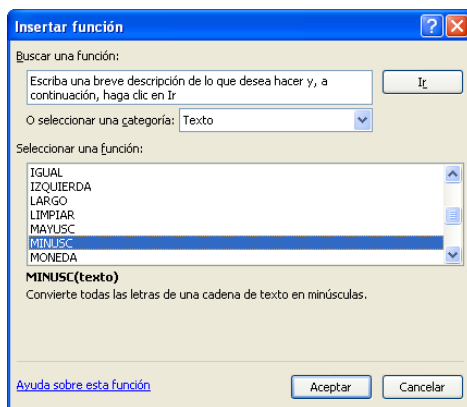 Insertar función
Buscar una función:
Escriba una breve descripción de lo que desea hacer y, a
continuación, haga clic en Ir
Ir
O seleccionar una categoría: Texto
Seleccionar una función:
IGUAL
IZQUIERDA
LARGO
LIMPIAR
MAYUSC
MINUSC
MONEDA
MINUSC(texto)
Convierte todas las letras de una cadena de texto en minúsculas.
Ayuda sobre esta función
Aceptar
Cancelar